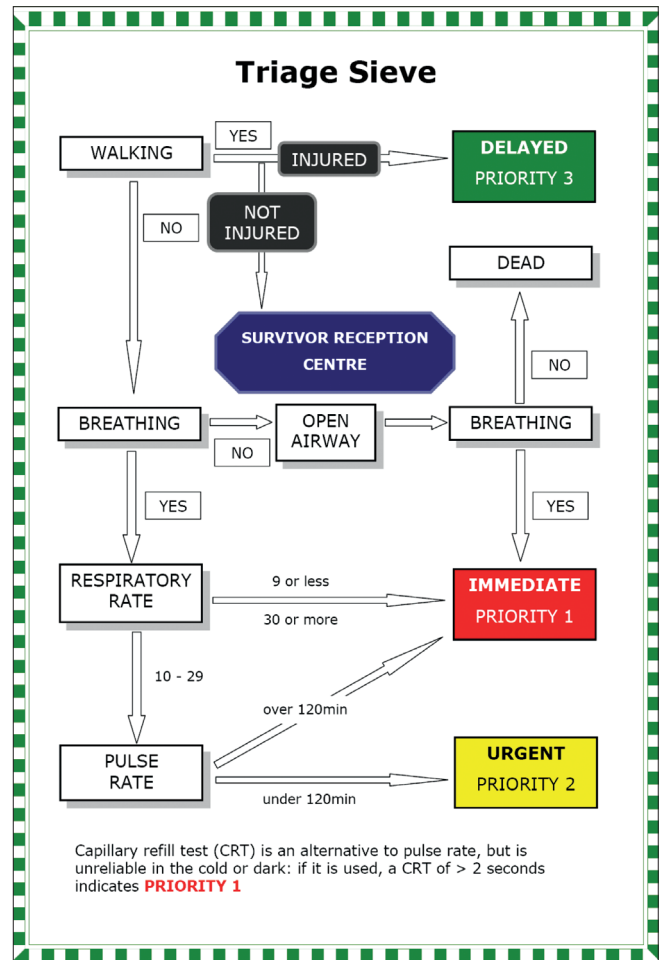 Triage Sieve
WALKING
YES
INJURED
DELAYED
PRIORITY 3
NO
NOT
INJURED
DEAD
SURVIVOR RECEPTION
CENTRE
NO
BREATHING
NO
OPEN
AIRWAY
BREATHING
YES
YES
RESPIRATORY
RATE
9 or less
30 or more
IMMEDIATE
PRIORITY 1
10 - 29
over 120min
PULSE
RATE
under 120min
URGENT
PRIORITY 2
Capillary refill test (CRT) is an alternative to pulse rate, but is
unreliable in the cold or dark: if it is used, a CRT of > 2 seconds
indicates PRIORITY 1